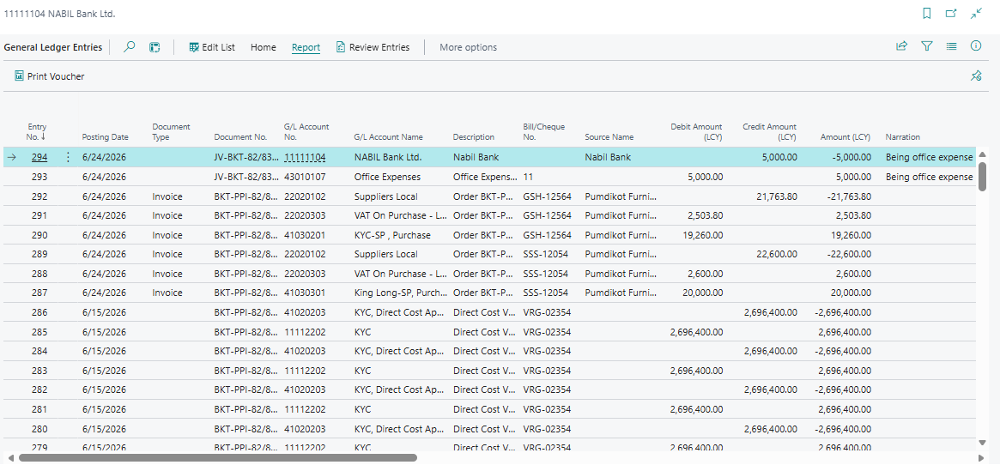 11111104 NABIL Bank Ltd.
General Ledger Entries Edit List Home Report Review Entries More options
Print Voucher
Entry No. ↓ Posting Date Document Type Document No. G/L Account No. G/L Account Name Description Bill/Cheque No. Source Name Debit Amount (LCY) Credit Amount (LCY) Amount (LCY) Narration
294 6/24/2026 JV-BKT-82/83... 11111104 NABIL Bank Ltd. Nabil Bank Nabil Bank 5,000.00 -5,000.00 Being office expense
293 6/24/2026 JV-BKT-82/83... 43010107 Office Expenses Office Expens... 11 5,000.00 5,000.00 Being office expense
292 6/24/2026 Invoice BKT-PPI-82/8... 22020102 Suppliers Local Order BKT-P... GSH-12564 Pumdikot Furni... 21,763.80 -21,763.80
291 6/24/2026 Invoice BKT-PPI-82/8... 22020303 VAT On Purchase - L... Order BKT-P... GSH-12564 Pumdikot Furni... 2,503.80 2,503.80
290 6/24/2026 Invoice BKT-PPI-82/8... 41030201 KYC-SP , Purchase Order BKT-P... GSH-12564 Pumdikot Furni... 19,260.00 19,260.00
289 6/24/2026 Invoice BKT-PPI-82/8... 22020102 Suppliers Local Order BKT-P... SSS-12054 Pumdikot Furni... 22,600.00 -22,600.00
288 6/24/2026 Invoice BKT-PPI-82/8... 22020303 VAT On Purchase - L... Order BKT-P... SSS-12054 Pumdikot Furni... 2,600.00 2,600.00
287 6/24/2026 Invoice BKT-PPI-82/8... 41030301 King Long-SP, Purch... Order BKT-P... SSS-12054 Pumdikot Furni... 20,000.00 20,000.00
286 6/15/2026 BKT-PPI-82/8... 41020203 KYC, Direct Cost Ap... Direct Cost V... VRG-02354 2,696,400.00 -2,696,400.00
285 6/15/2026 BKT-PPI-82/8... 11112202 KYC Direct Cost V... VRG-02354 2,696,400.00 2,696,400.00
284 6/15/2026 BKT-PPI-82/8... 41020203 KYC, Direct Cost Ap... Direct Cost V... VRG-02354 2,696,400.00 -2,696,400.00
283 6/15/2026 BKT-PPI-82/8... 11112202 KYC Direct Cost V... VRG-02354 2,696,400.00 2,696,400.00
282 6/15/2026 BKT-PPI-82/8... 41020203 KYC, Direct Cost Ap... Direct Cost V... VRG-02354 2,696,400.00 -2,696,400.00
281 6/15/2026 BKT-PPI-82/8... 11112202 KYC Direct Cost V... VRG-02354 2,696,400.00 2,696,400.00
280 6/15/2026 BKT-PPI-82/8... 41020203 KYC, Direct Cost Ap... Direct Cost V... VRG-02354 2,696,400.00 -2,696,400.00
279 6/15/2026 BKT-PPI-82/8... 11112202 KYC Direct Cost V... VRG-02354 2,696,400.00 2,696,400.00